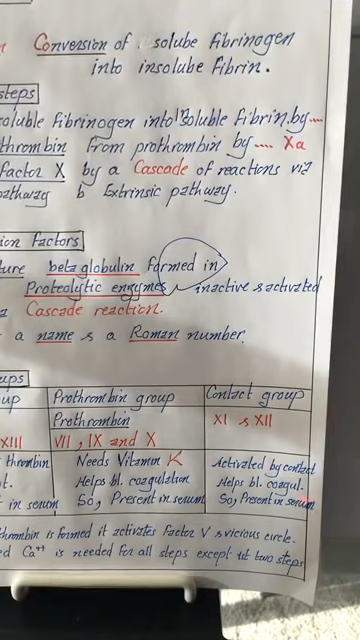 Conversion of soluble fibrinogen
into insoluble fibrin.
steps
soluble fibrinogen into insoluble fibrin by ....
thrombin from prothrombin by .... Xa
factor X by a Cascade of reactions via
pathway b Extrinsic pathway.
ion factors
ture beta globulin formed in
Proteolytic enzymes inactive & activated
a Cascade reaction.
a name & a Roman number.
ups
up Prothrombin group Contact group
Prothrombin XI & XII
XIII VII, IX and X
thrombin Needs Vitamin K Activated by contact
t. Helps bl. coagulation Helps bl. coagul.
t in serum So, Present in serum So, Present in serum
thrombin is formed it activates Factor V & vicious circle.
ed Ca++ is needed for all steps except 1st two steps